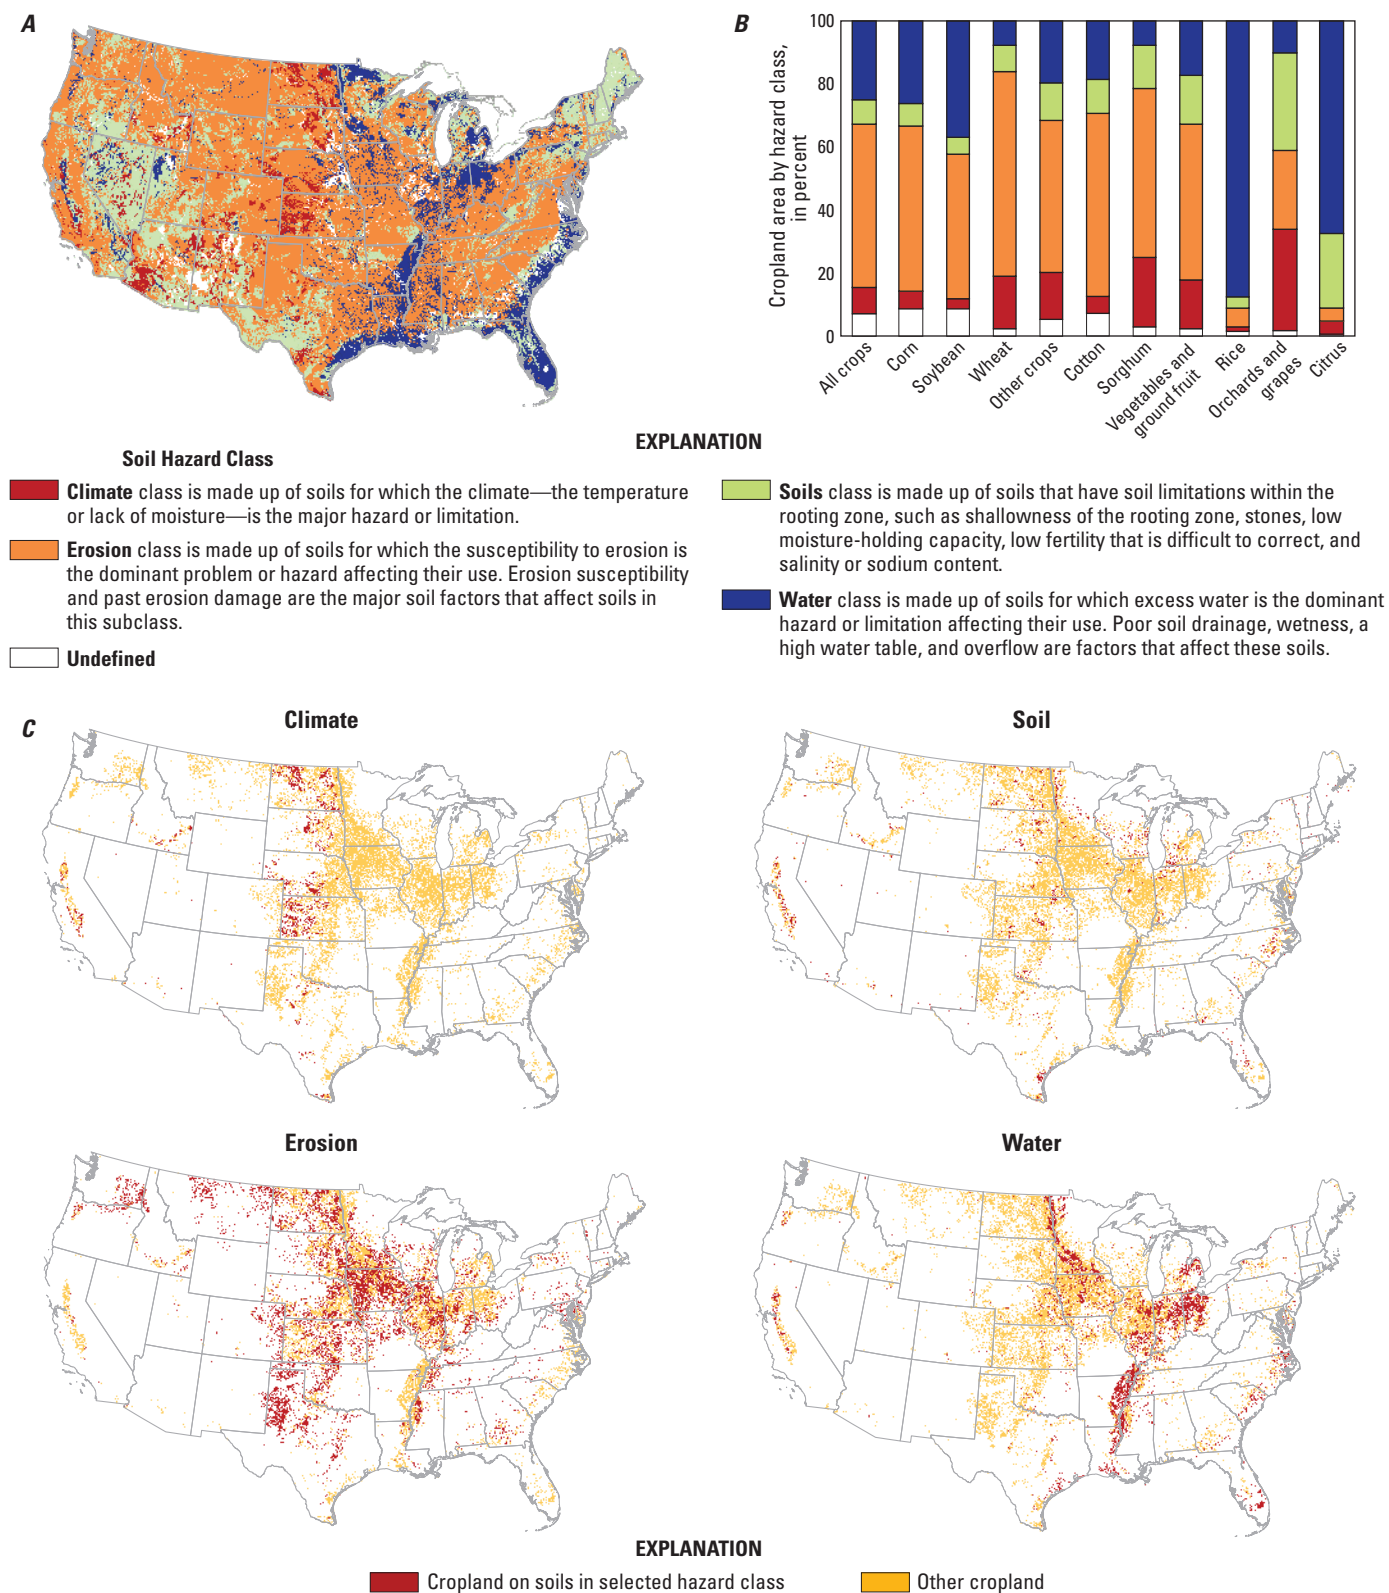 A
B
Cropland area by hazard class,
in percent
100
80
60
40
20
0
All crops
Corn
Soybean
Wheat
Other crops
Cotton
Sorghum
Vegetables and
ground fruit
Rice
Orchards and
grapes
Citrus
EXPLANATION
Soil Hazard Class
Climate class is made up of soils for which the climate—the temperature
or lack of moisture—is the major hazard or limitation.
Erosion class is made up of soils for which the susceptibility to erosion is
the dominant problem or hazard affecting their use. Erosion susceptibility
and past erosion damage are the major soil factors that affect soils in
this subclass.
Undefined
Soils class is made up of soils that have soil limitations within the
rooting zone, such as shallowness of the rooting zone, stones, low
moisture-holding capacity, low fertility that is difficult to correct, and
salinity or sodium content.
Water class is made up of soils for which excess water is the dominant
hazard or limitation affecting their use. Poor soil drainage, wetness, a
high water table, and overflow are factors that affect these soils.
C
Climate
Soil
Erosion
Water
EXPLANATION
Cropland on soils in selected hazard class
Other cropland